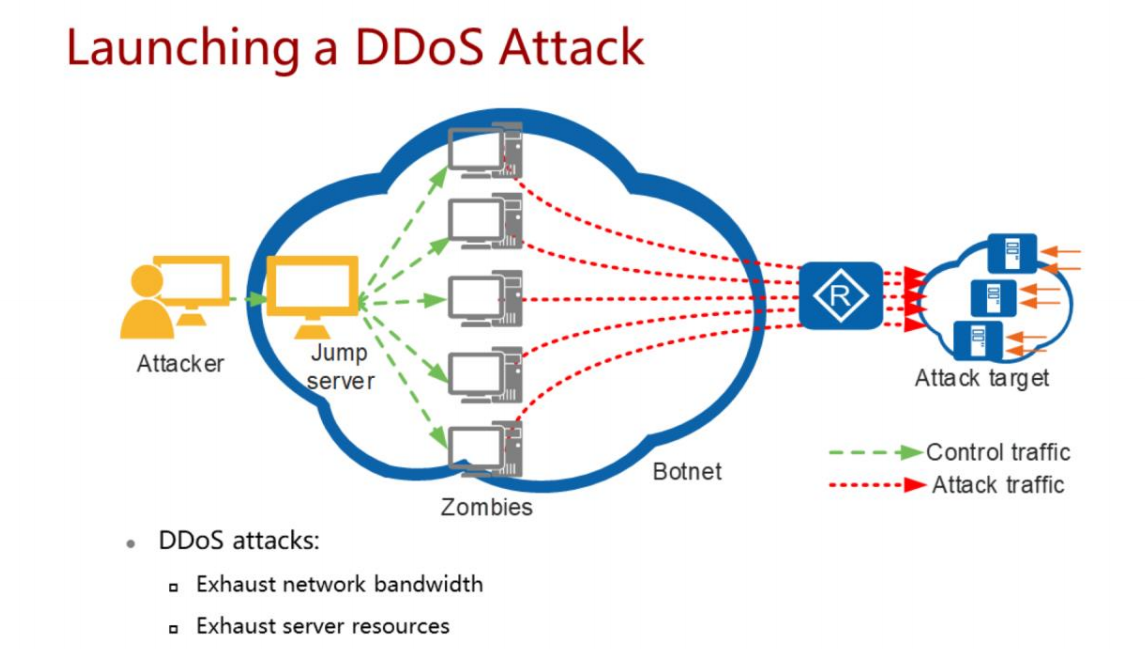 Launching a DDoS Attack
Attacker
Jump
server
Zombies
Botnet
R
Attack target
Control traffic
Attack traffic
DDoS attacks:
Exhaust network bandwidth
Exhaust server resources